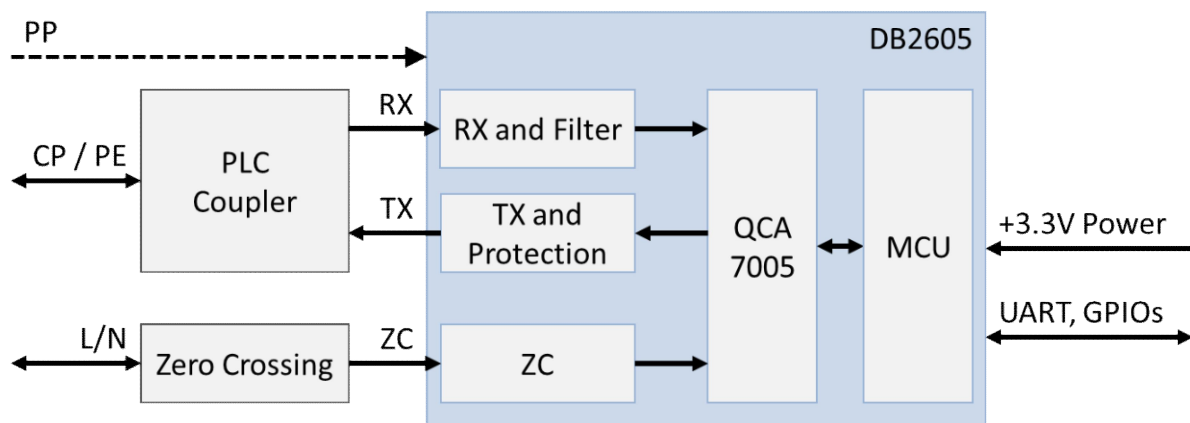 PP
DB2605
RX
RX and Filter
CP / PE
PLC
Coupler
TX
TX and
Protection
QCA
7005
MCU
+3.3V Power
UART, GPIOs
L/N
Zero Crossing
ZC
ZC